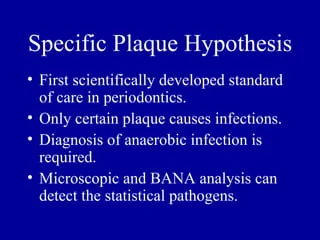 Specific Plaque Hypothesis
• First scientifically developed standard
of care in periodontics.
• Only certain plaque causes infections.
• Diagnosis of anaerobic infection is
required.
• Microscopic and BANA analysis can
detect the statistical pathogens.